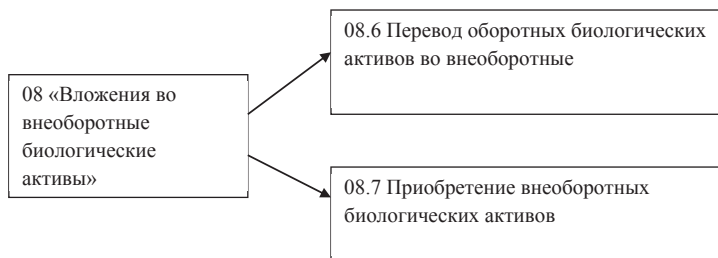 08 «Вложения во
внеоборотные
биологические
активы»
08.6 Перевод оборотных биологических
активов во внеоборотные
08.7 Приобретение внеоборотных
биологических активов